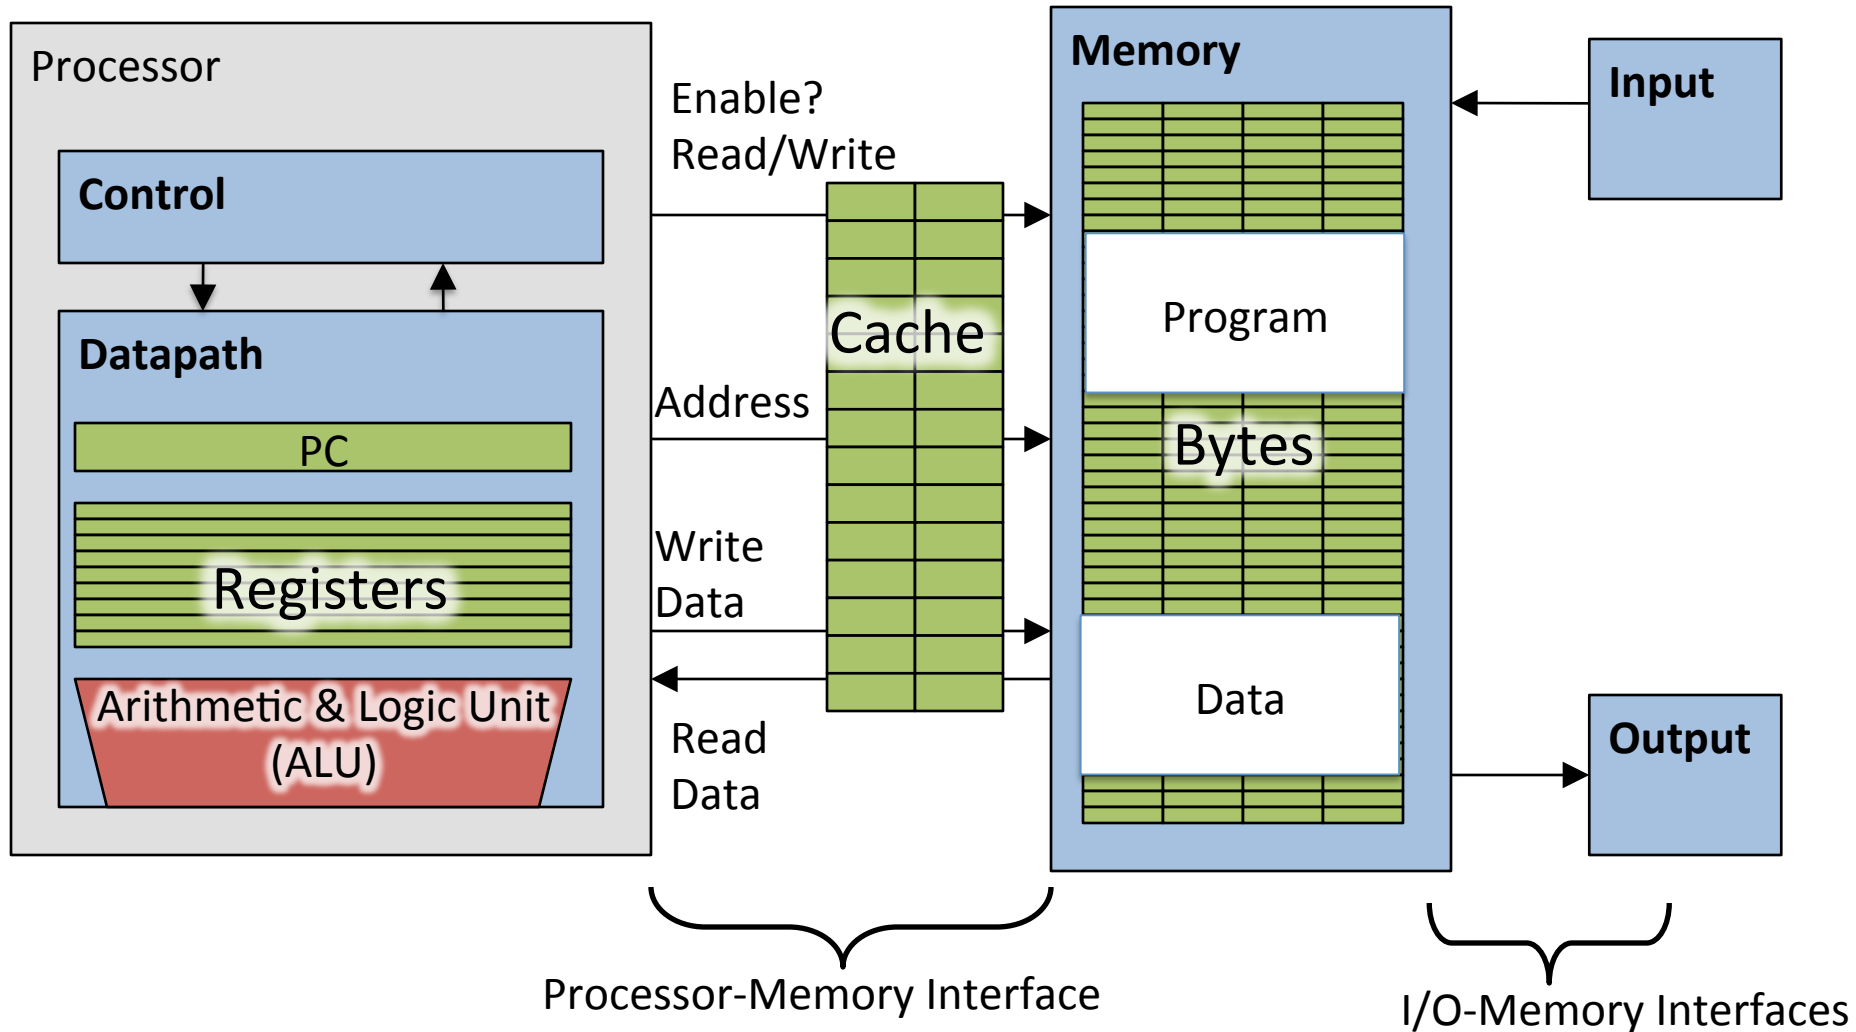 Processor
Control
Datapath
PC
Registers
Arithmetic & Logic Unit
(ALU)
Enable?
Read/Write
Cache
Address
Write
Data
Read
Data
Memory
Program
Bytes
Data
Input
Output
Processor-Memory Interface
I/O-Memory Interfaces